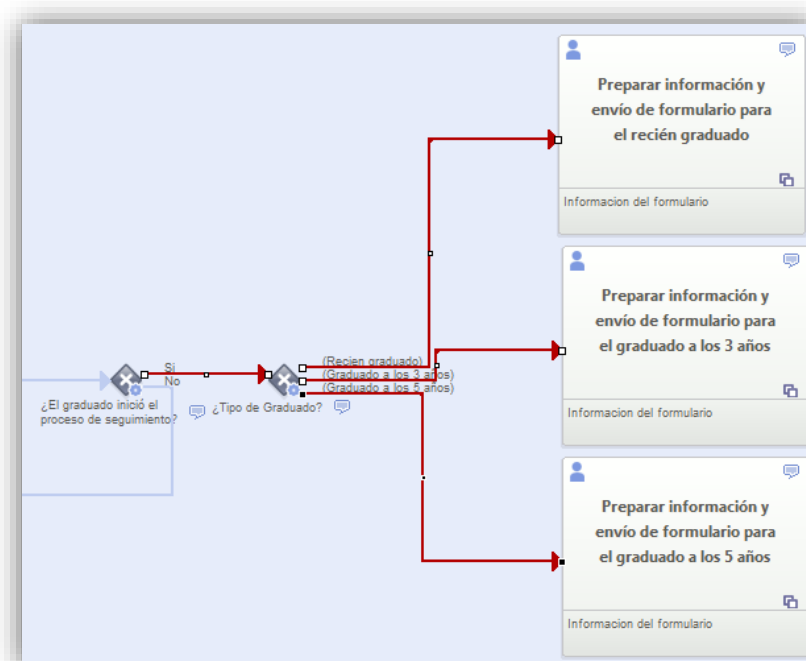 Preparar información y
envío de formulario para
el recién graduado
Informacion del formulario
Preparar información y
envío de formulario para
el graduado a los 3 años
Informacion del formulario
Si
No
¿El graduado inició el
proceso de seguimiento?
¿Tipo de Graduado?
(Recien graduado)
(Graduado a los 3 años)
(Graduado a los 5 años)
Preparar información y
envío de formulario para
el graduado a los 5 años
Informacion del formulario